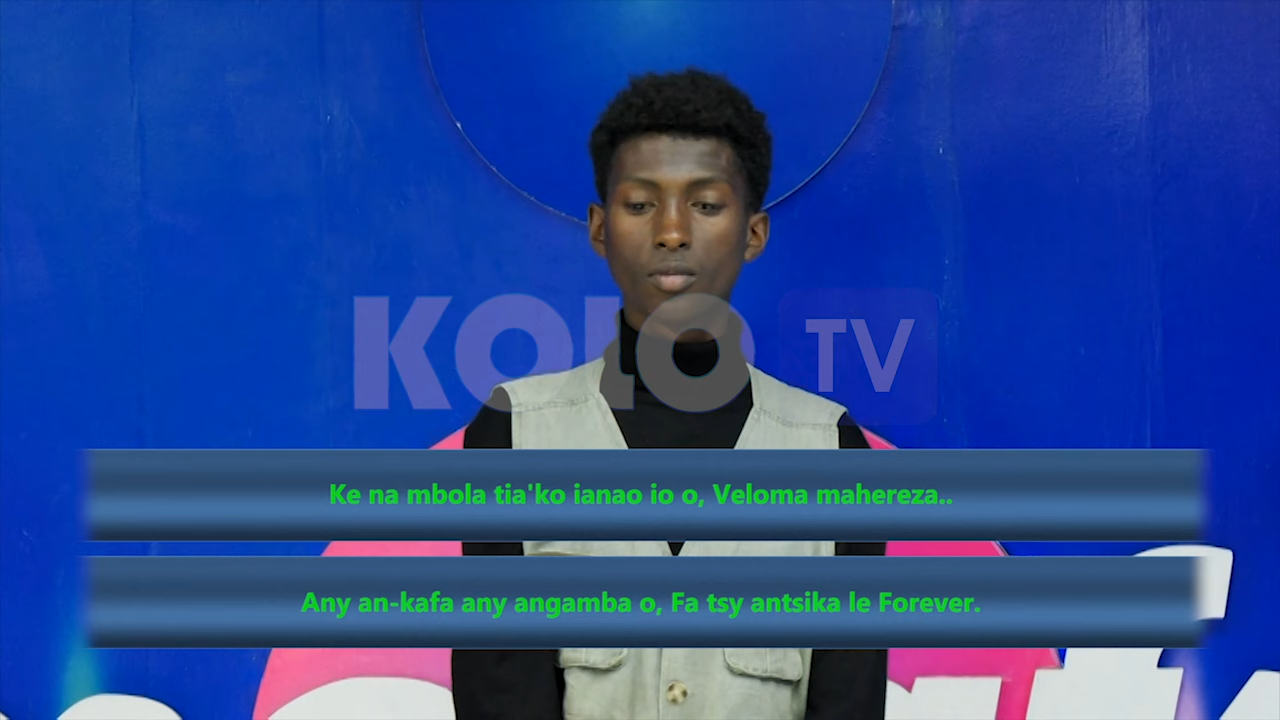 KOLO TV
Ke na mbola tia'ko ianao io o, Veloma mahereza..
Any an-kafa any angamba o, Fa tsy antsika le Forever.